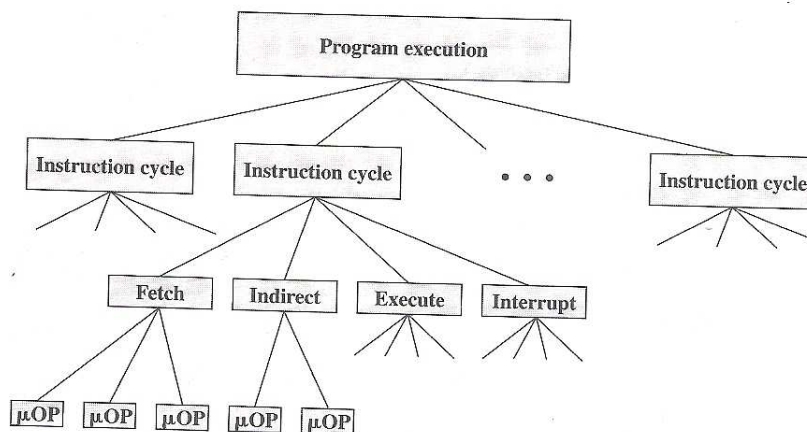 Program execution
Instruction cycle
Instruction cycle
• • •
Instruction cycle
Fetch
Indirect
Execute
Interrupt
μOP
μOP
μOP
μOP
μOP